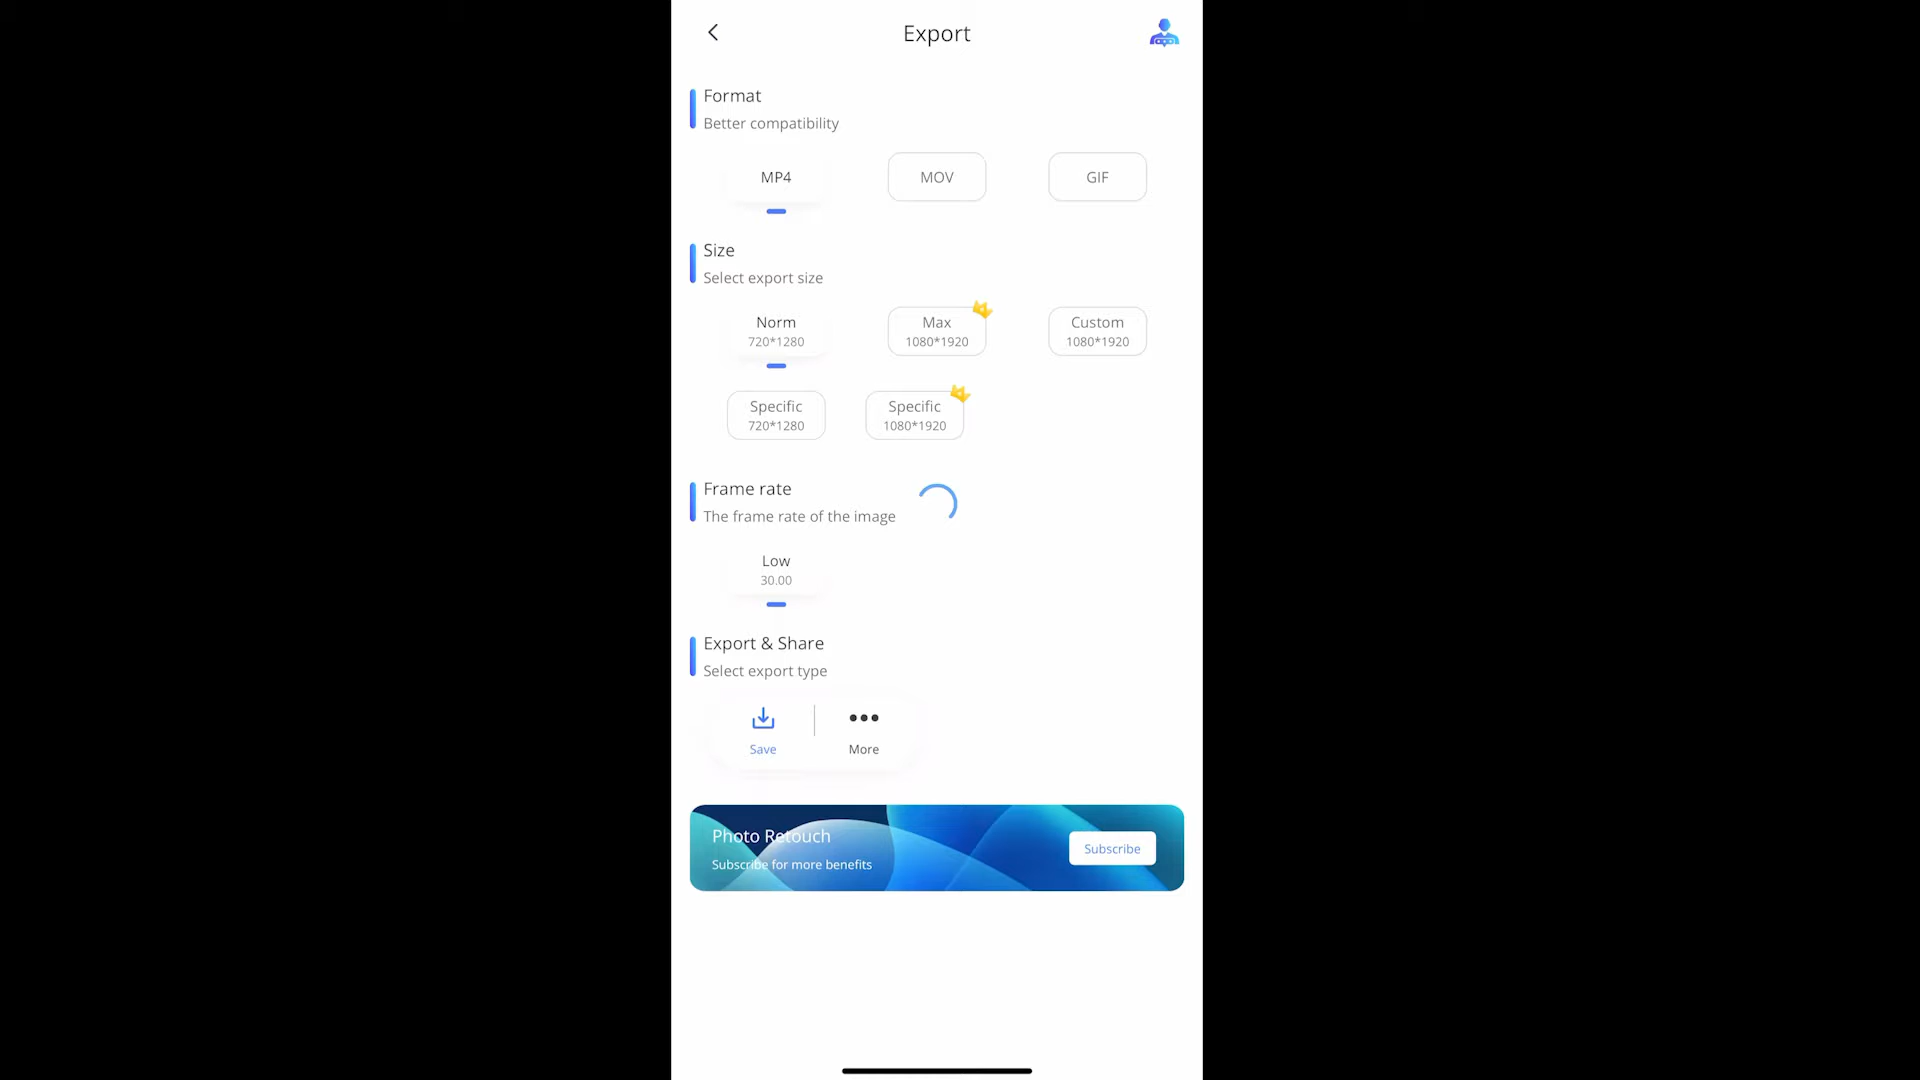 Export
Format
Better compatibility
MP4
MOV
GIF
Size
Select export size
Norm
720*1280
Max
1080*1920
Custom
1080*1920
Specific
720*1280
Specific
1080*1920
Frame rate
The frame rate of the image
Low
30.00
Export & Share
Select export type
Save
More
Photo Retouch
Subscribe for more benefits
Subscribe